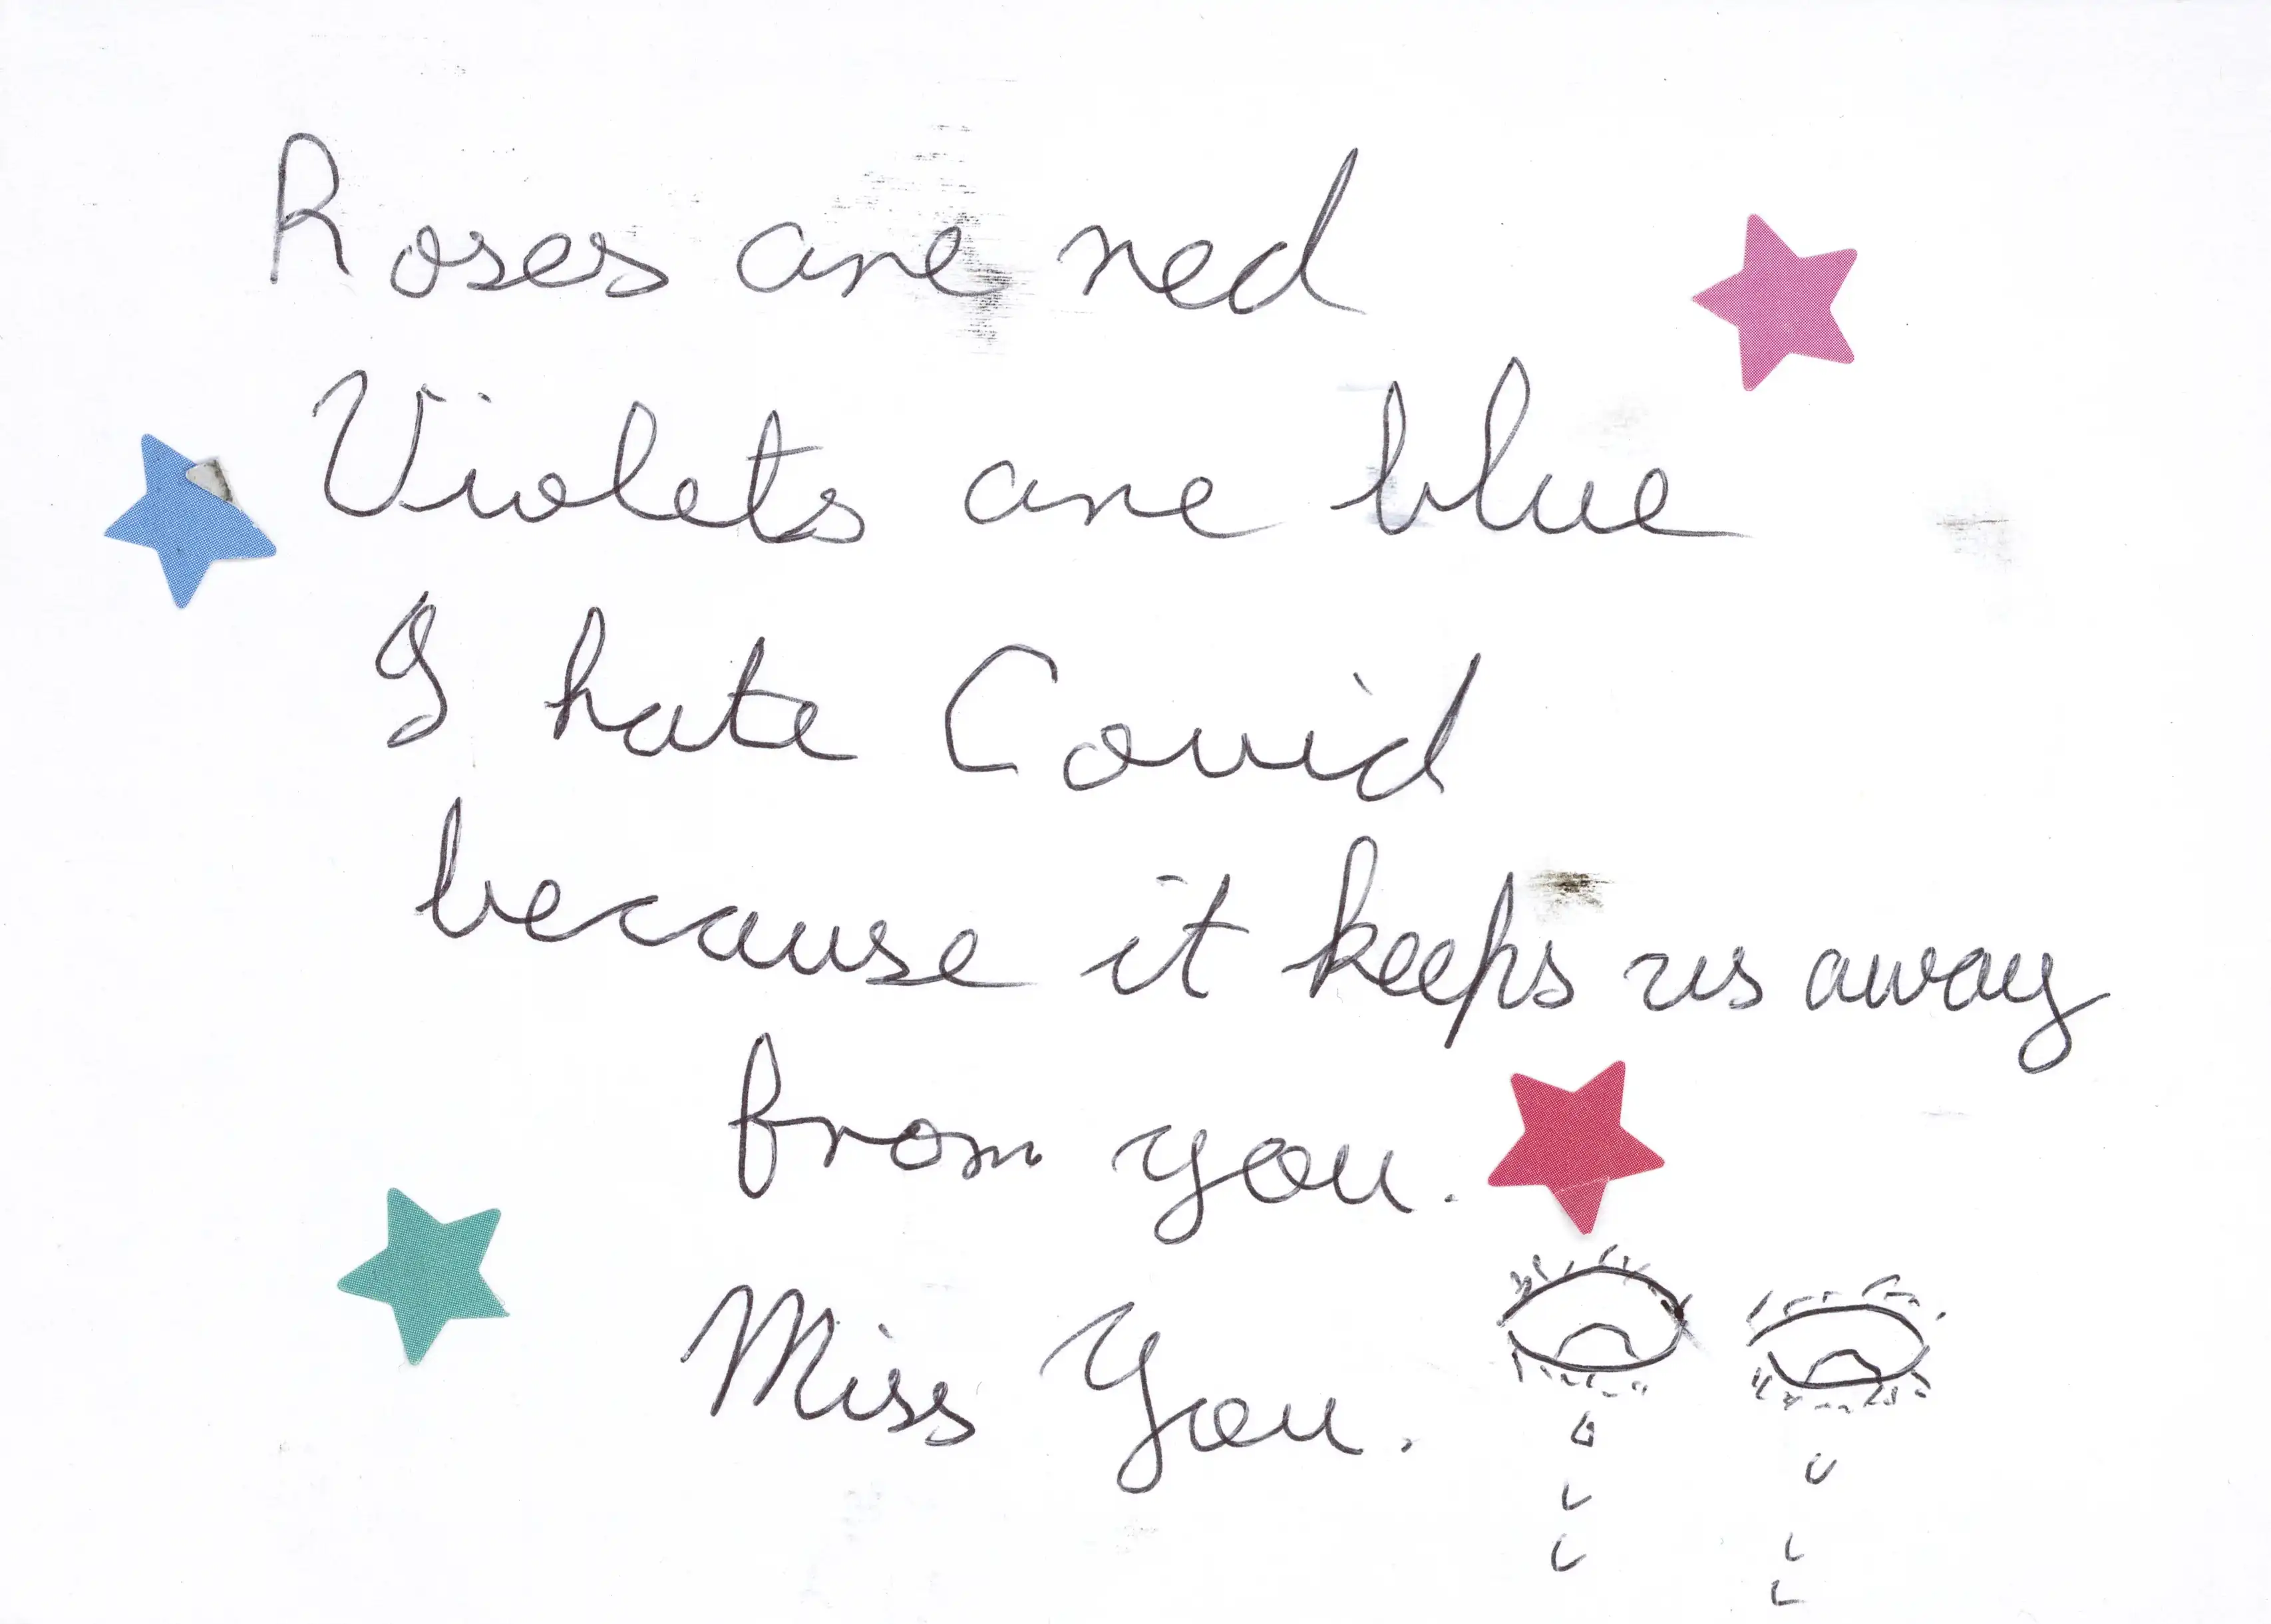 Roses are red
Violets are blue
I hate Covid
because it keeps us away
from you.
Miss You.